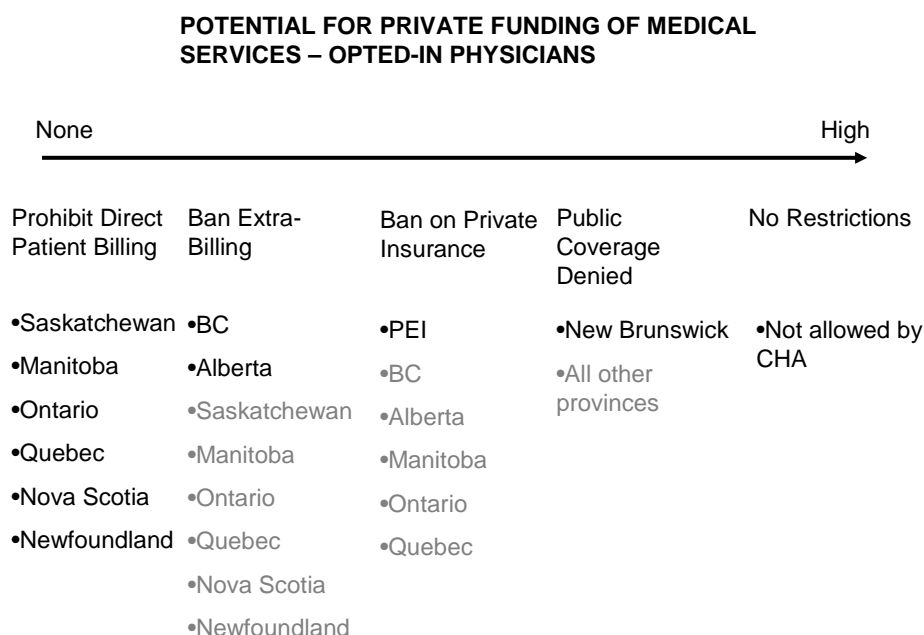 POTENTIAL FOR PRIVATE FUNDING OF MEDICAL
SERVICES – OPTED-IN PHYSICIANS
None
High
Prohibit Direct
Patient Billing
•Saskatchewan
•Manitoba
•Ontario
•Quebec
•Nova Scotia
•Newfoundland
Ban Extra-
Billing
•BC
•Alberta
•Saskatchewan
•Manitoba
•Ontario
•Quebec
•Nova Scotia
•Newfoundland
Ban on Private
Insurance
•PEI
•BC
•Alberta
•Manitoba
•Ontario
•Quebec
Public
Coverage
Denied
•New Brunswick
•All other
provinces
No Restrictions
•Not allowed by
CHA